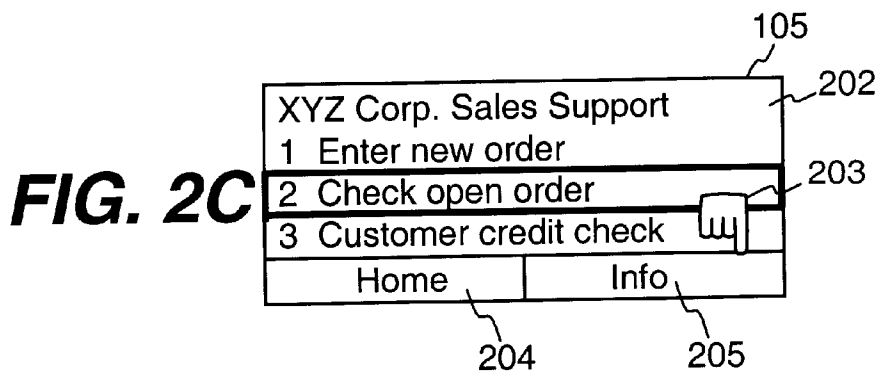 105
202
XYZ Corp. Sales Support
1 Enter new order
203
FIG. 2C
2 Check open order
3 Customer credit check
Home Info
204 205